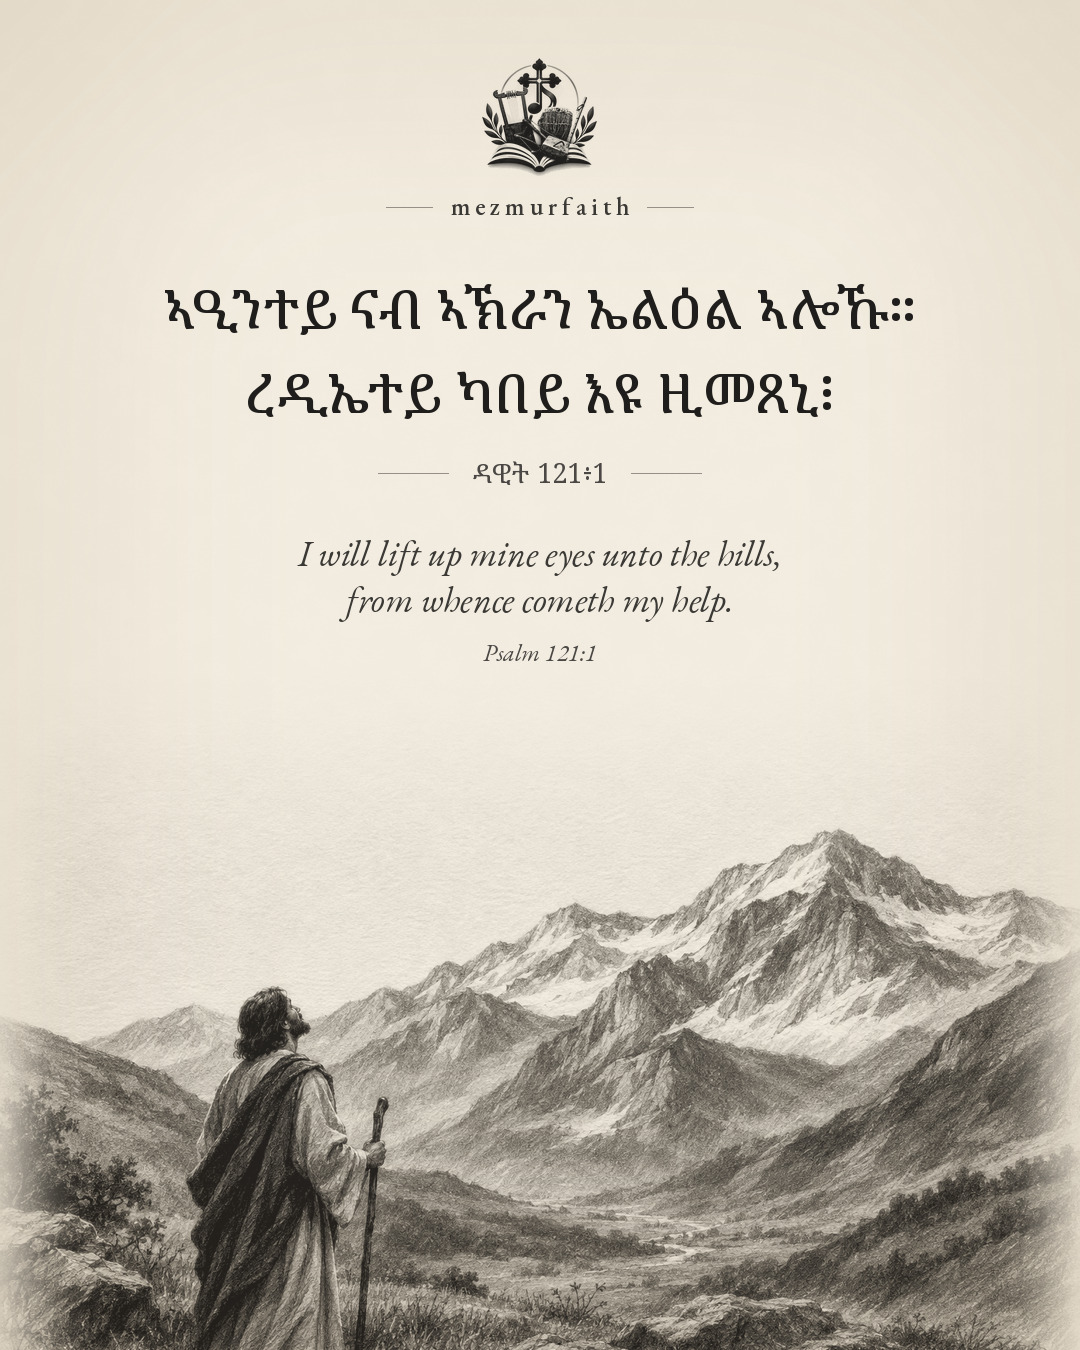 mezmurfaith
ኣዒንተይ ናብ ኣኽራን ኤልዕል ኣሎኹ።
ረዲኤተይ ካበይ እዩ ዚመጸኒ፧
ዳዊት 121፥1
I will lift up mine eyes unto the hills,
from whence cometh my help.
Psalm 121:1